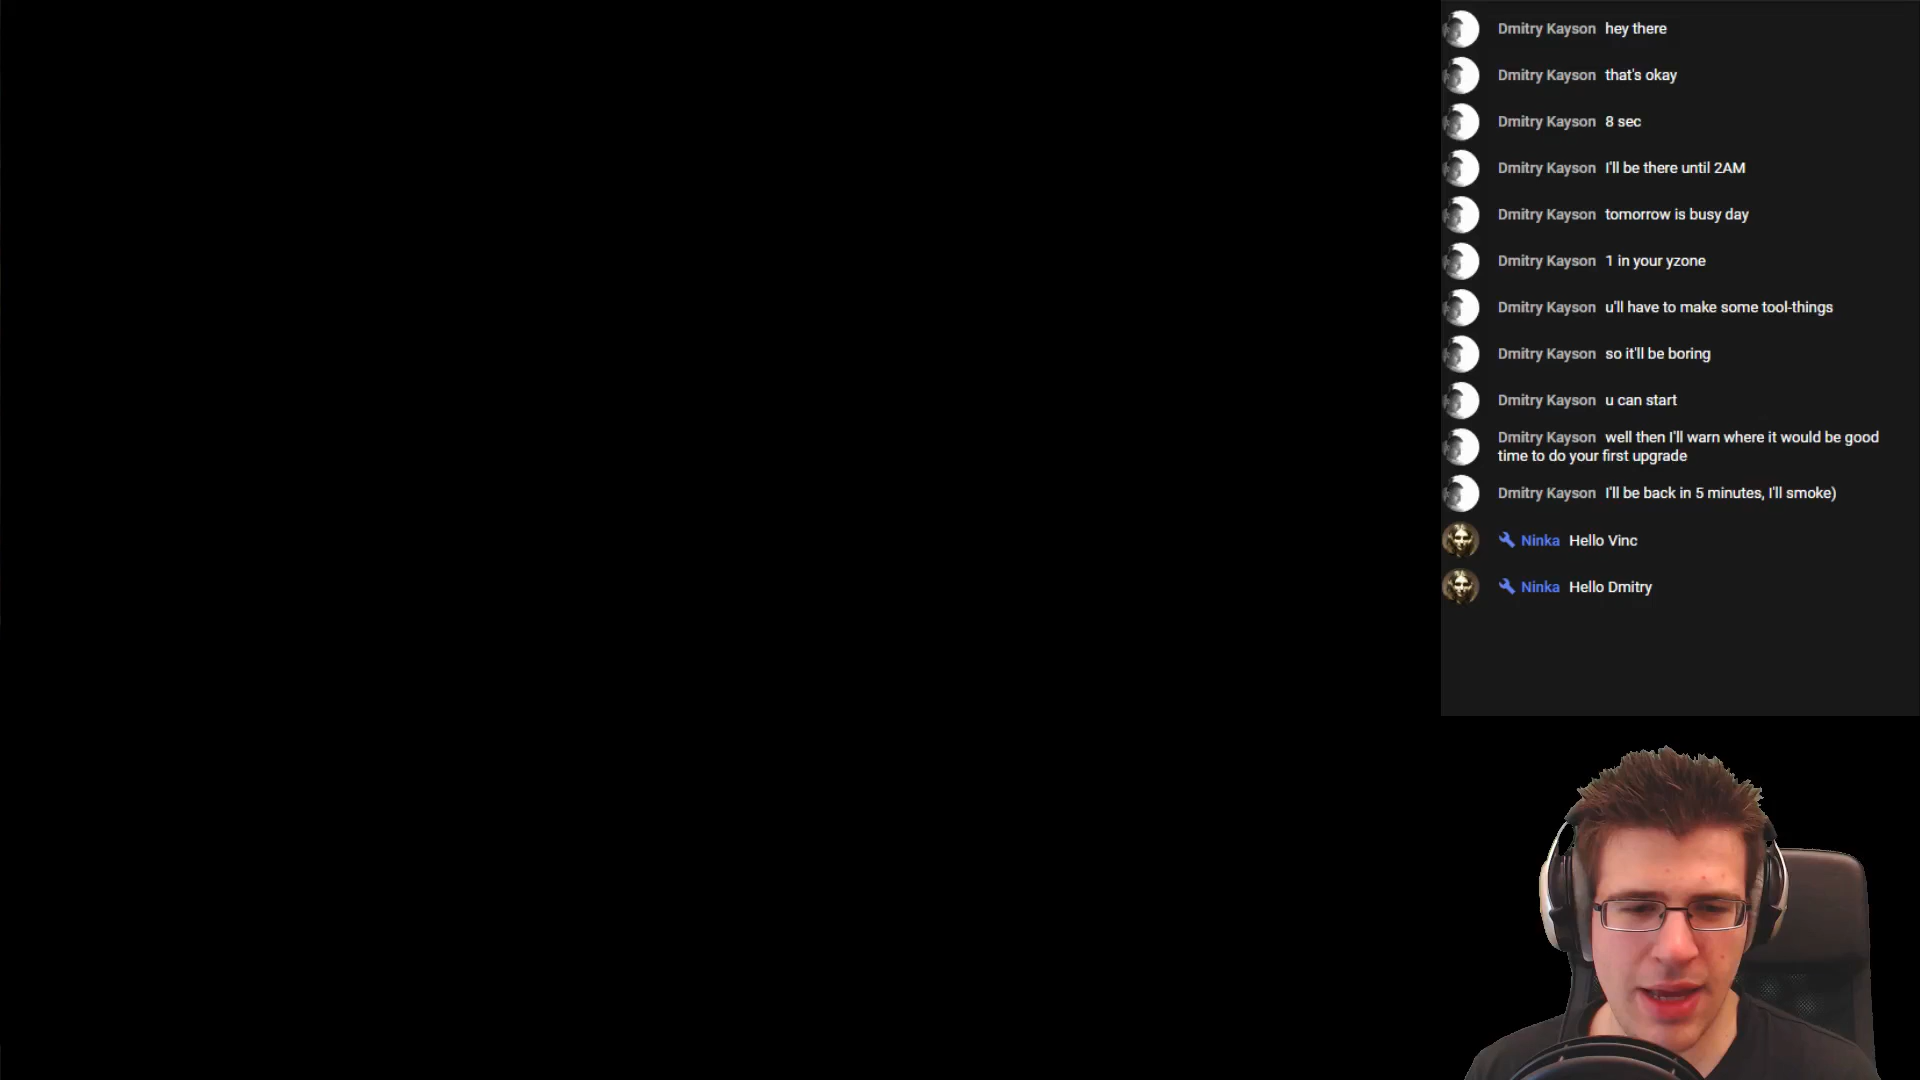 Dmitry Kayson hey there
Dmitry Kayson that's okay
Dmitry Kayson 8 sec
Dmitry Kayson I'll be there until 2AM
Dmitry Kayson tomorrow is busy day
Dmitry Kayson 1 in your yzone
Dmitry Kayson u'll have to make some tool-things
Dmitry Kayson so it'll be boring
Dmitry Kayson u can start
Dmitry Kayson well then I'll warn where it would be good
time to do your first upgrade
Dmitry Kayson I'll be back in 5 minutes, I'll smoke)
Ninka Hello Vinc
Ninka Hello Dmitry